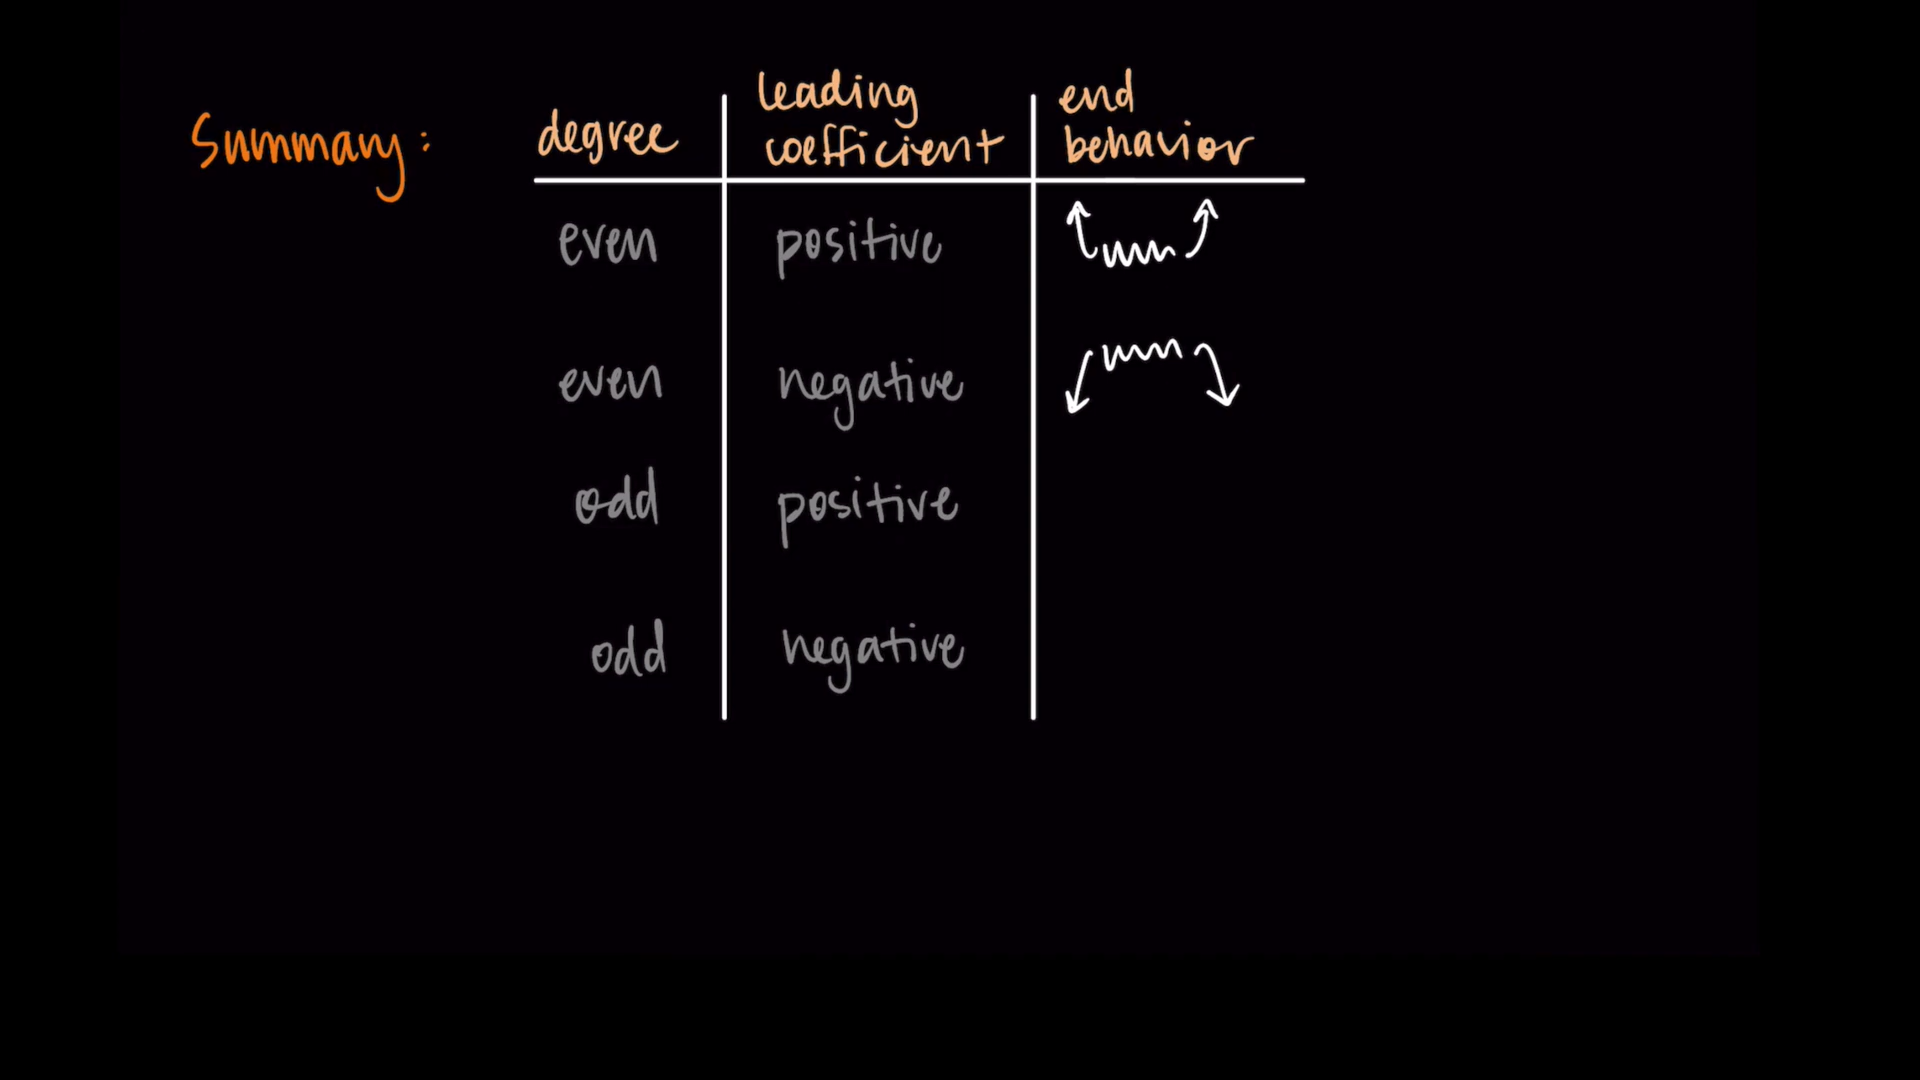 Summary:
degree
leading
coefficient
end
behavior
even
positive
even
negative
odd
positive
odd
negative